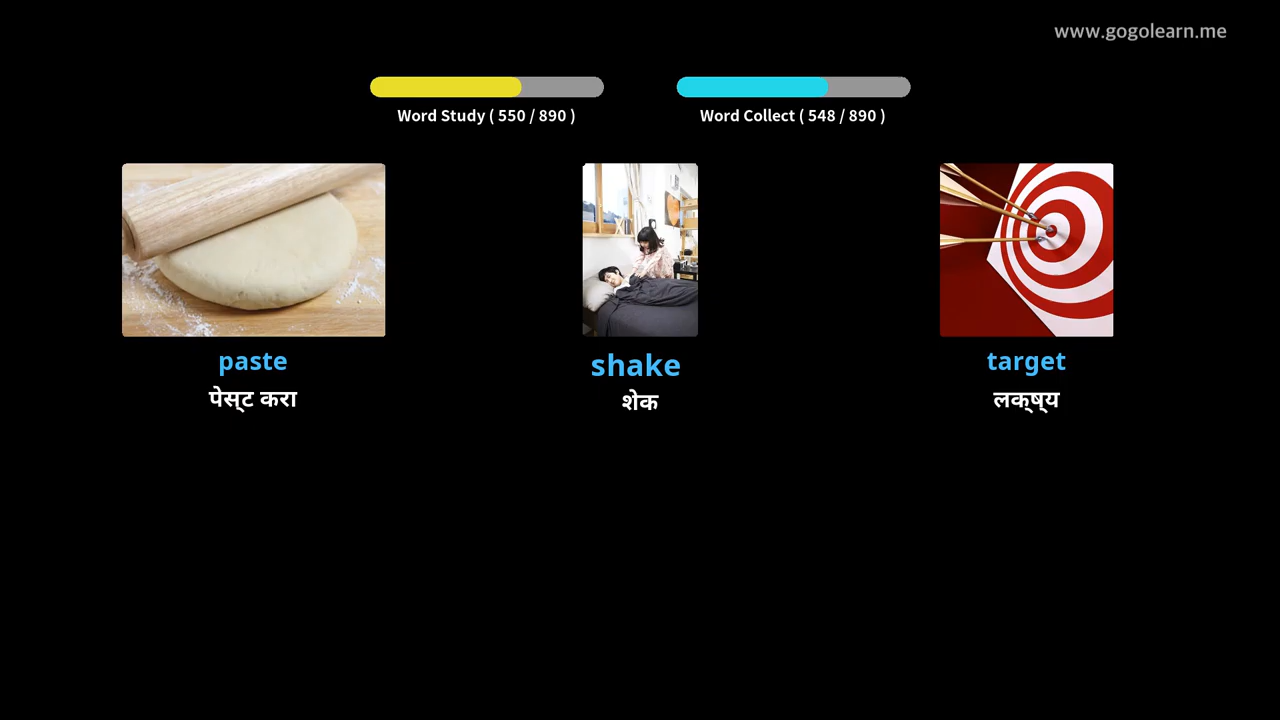 www.gogolearn.me
Word Study ( 550 / 890 )
Word Collect ( 548 / 890 )
paste
shake
target
पेस्‌ट करा
शेक
लक्‌ष्‌य